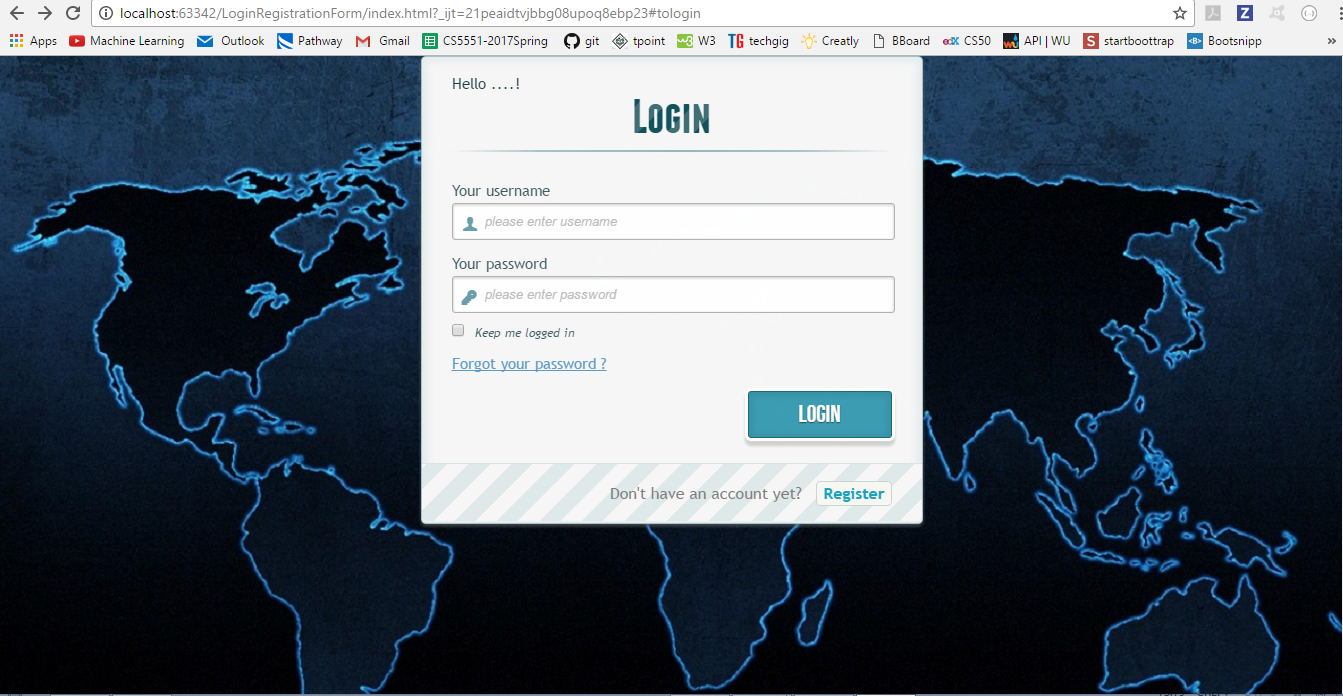 localhost:63342/LoginRegistrationForm/index.html?_ijt=21peaidtvjbbg08upoq8ebp23#tologin
Apps Machine Learning Outlook Pathway Gmail CS5551-2017Spring git tpoint W3 techgig Creatly BBoard CS50 API | WU startboottrap Bootsnipp »
Hello ....!
Login
Your username
please enter username
Your password
please enter password
Keep me logged in
Forgot your password ?
LOGIN
Don't have an account yet? Register